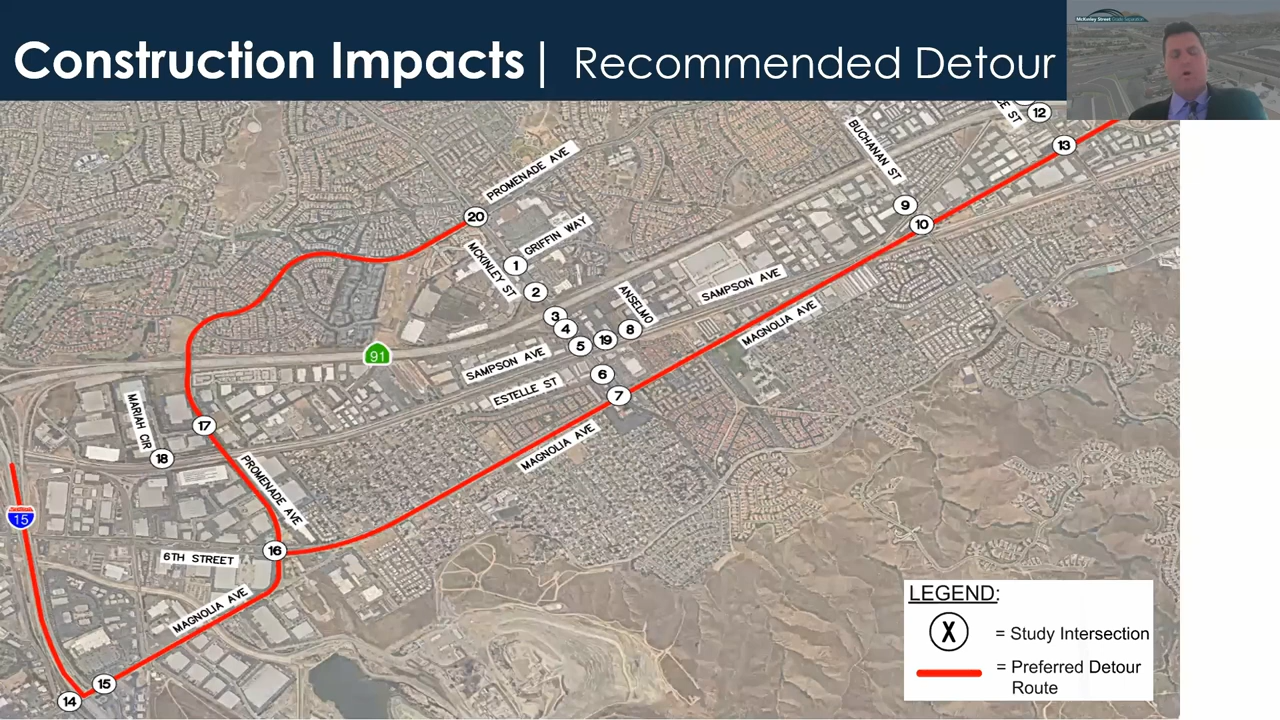 Construction Impacts | Recommended Detour
McKinley Street
12
13
BUCHANAN ST
9
10
PROMENADE AVE
20
GRIFFIN WAY
MCKINLEY ST
1
2
3
4
5
19
8
ANSELMO
SAMPSON AVE
MAGNOLIA AVE
91
SAMPSON AVE
ESTELLE ST
6
7
MAGNOLIA AVE
MARIAH CIR
17
18
PROMENADE AVE
15
16
6TH STREET
MAGNOLIA AVE
15
14
LEGEND:
X = Study Intersection
= Preferred Detour
Route